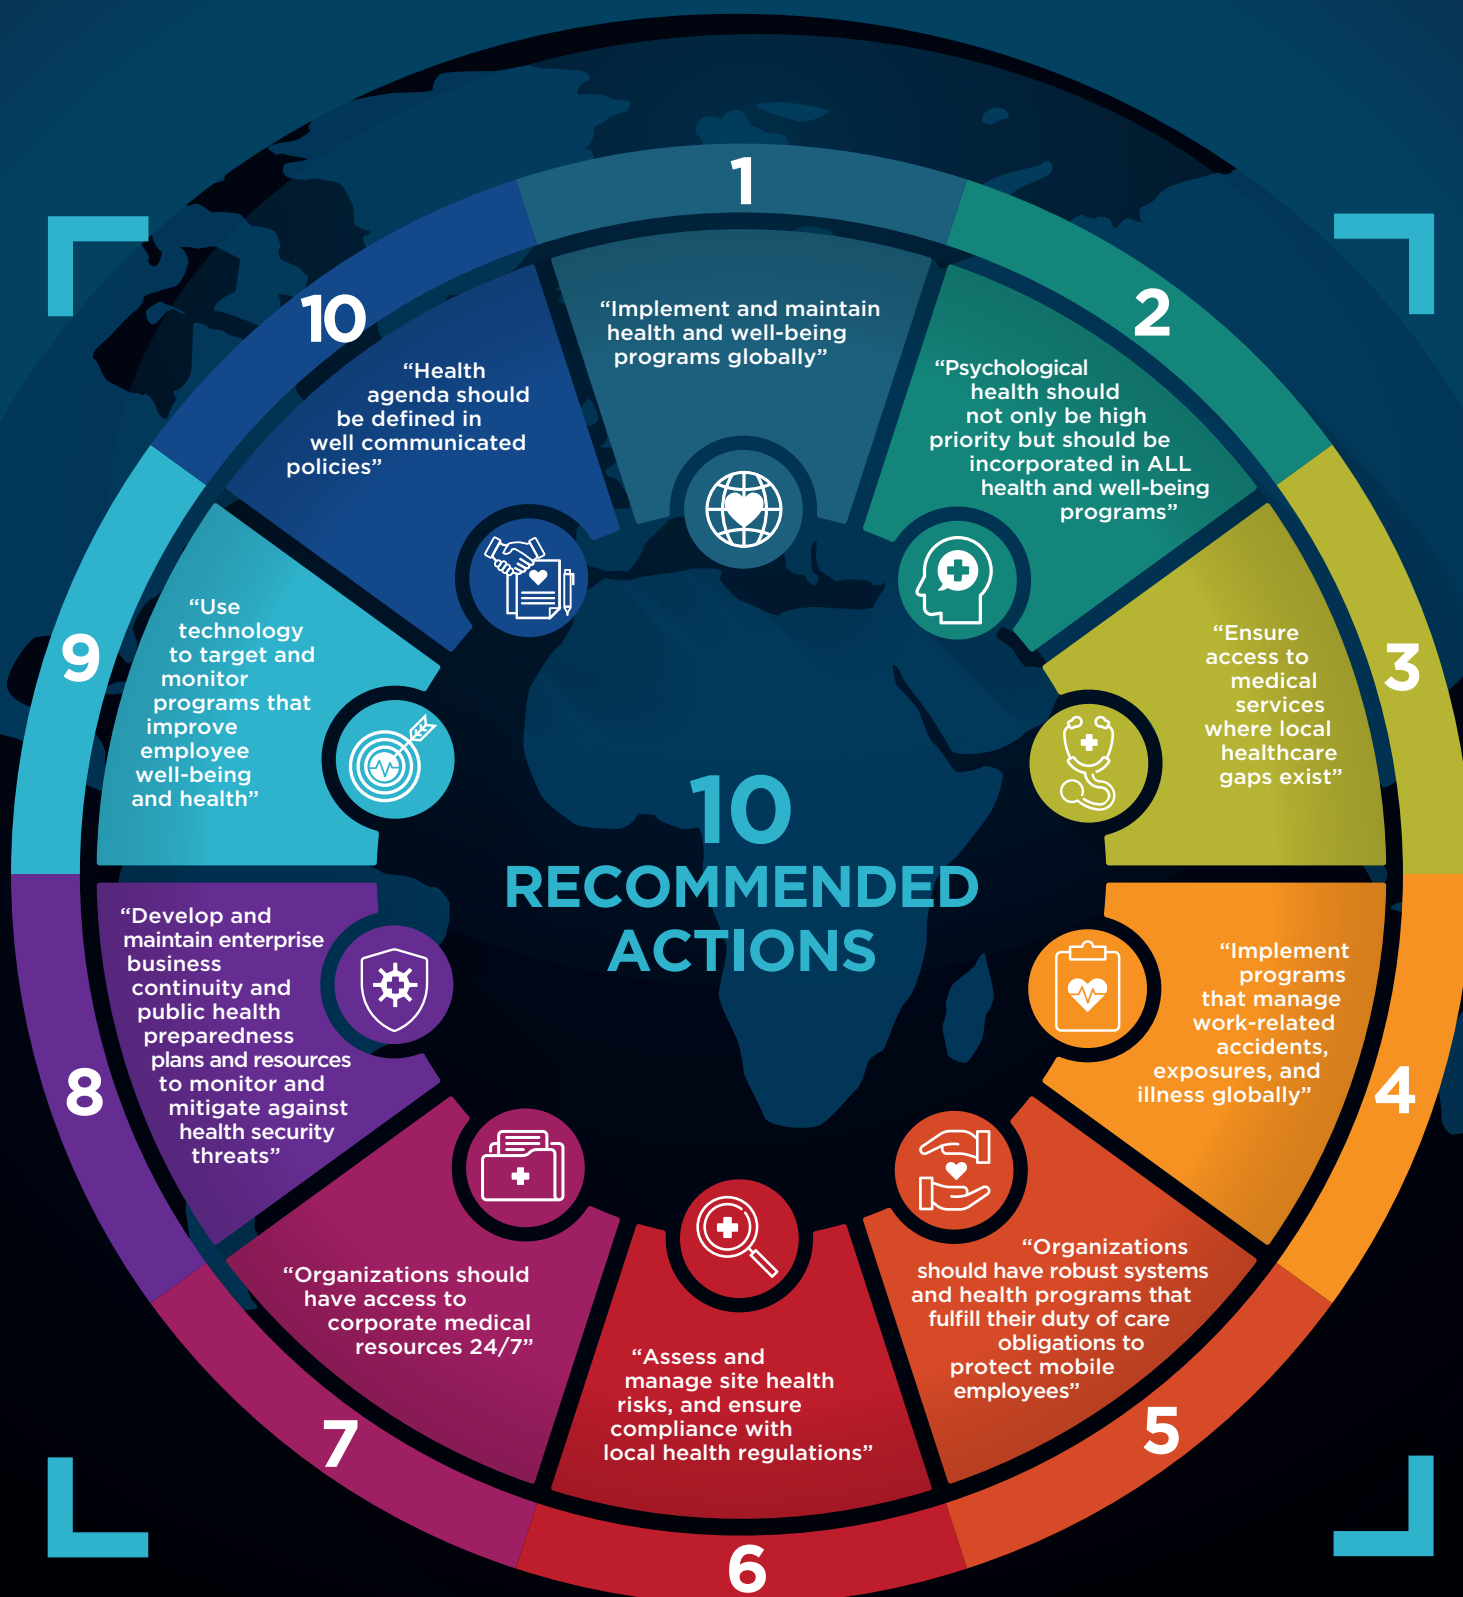 1
“Implement and maintain
health and well-being
programs globally”
2
“Psychological
health should
not only be high
priority but should be
incorporated in ALL
health and well-being
programs”
3
“Ensure
access to
medical
services
where local
healthcare
gaps exist”
4
“Implement
programs
that manage
work-related
accidents,
exposures, and
illness globally”
5
“Organizations
should have robust systems
and health programs that
fulfill their duty of care
obligations to
protect mobile
employees”
6
“Assess and
manage site health
risks, and ensure
compliance with
local health regulations”
7
“Organizations should
have access to
corporate medical
resources 24/7”
8
“Develop and
maintain enterprise
business
continuity and
public health
preparedness
plans and resources
to monitor and
mitigate against
health security
threats”
9
“Use
technology
to target and
monitor
programs that
improve
employee
well-being
and health”
10
“Health
agenda should
be defined in
well communicated
policies”
10
RECOMMENDED
ACTIONS